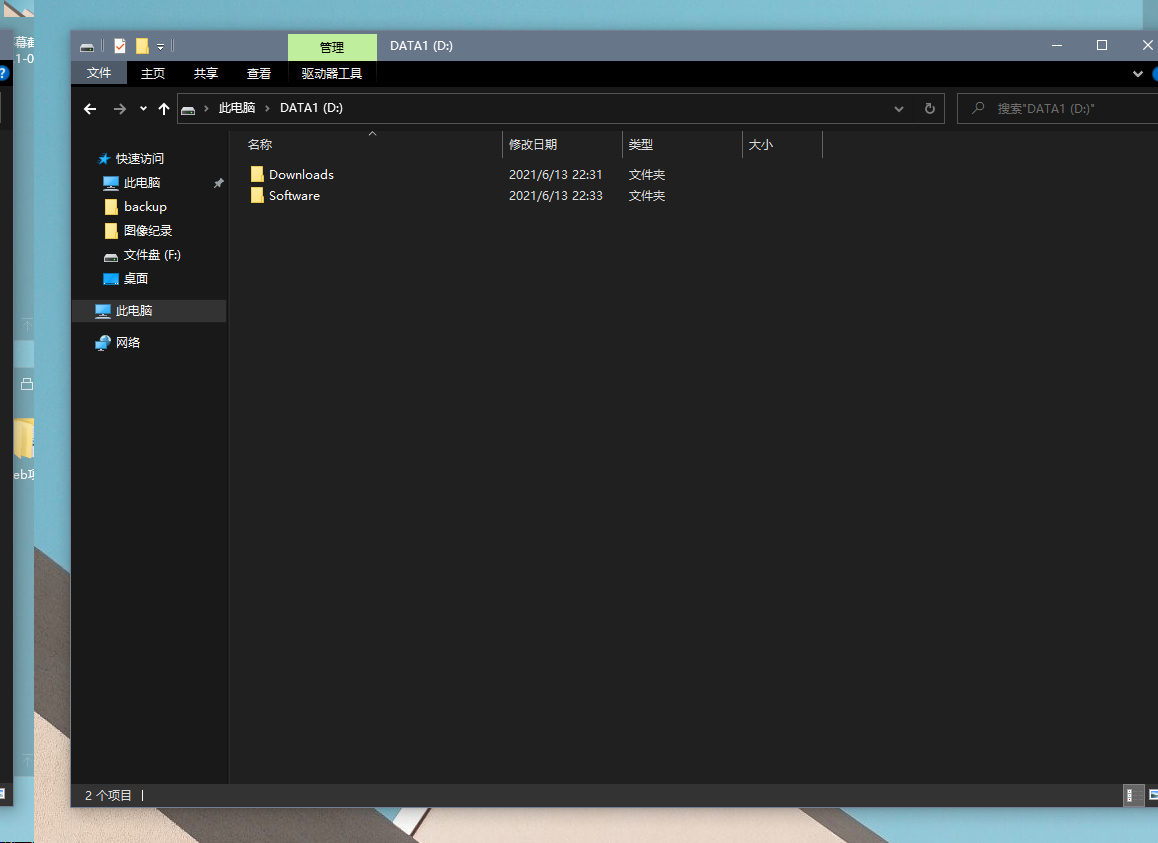 幕截
1-0
管理
DATA1 (D:)
文件
主页
共享
查看
驱动器工具
此电脑
DATA1 (D:)
搜索"DATA1 (D:)"
名称
修改日期
类型
大小
快速访问
此电脑
backup
图像纪录
文件盘 (F:)
桌面
此电脑
网络
Downloads
2021/6/13 22:31
文件夹
Software
2021/6/13 22:33
文件夹
eb项
2 个项目